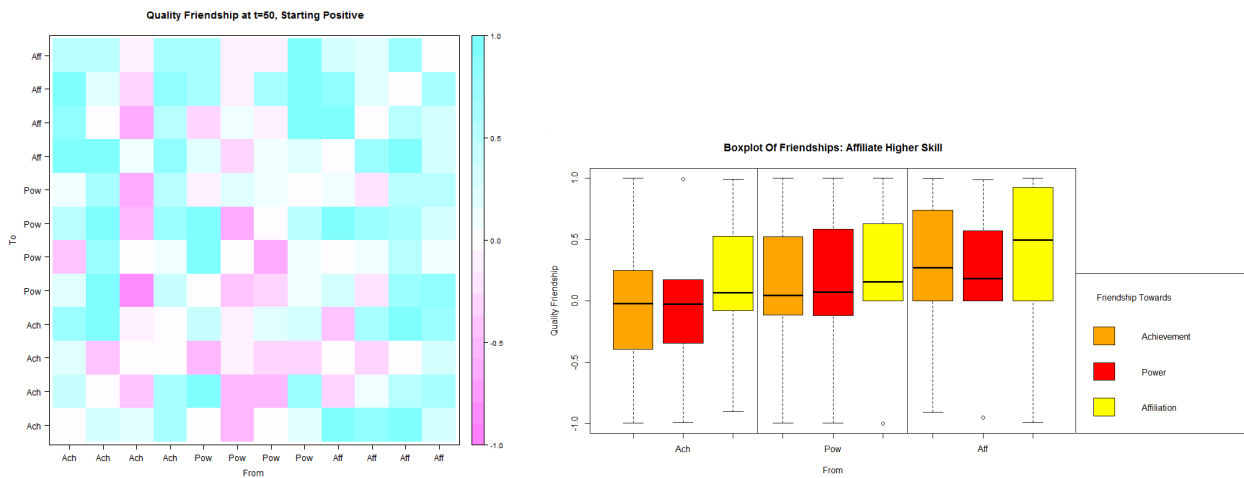 Quality Friendship at t=50, Starting Positive
To
Aff
Aff
Aff
Aff
Pow
Pow
Pow
Pow
Ach
Ach
Ach
Ach
Ach Ach Ach Ach Pow Pow Pow Pow Aff Aff Aff Aff
From
1.0
0.5
0.0
-0.5
-1.0
Boxplot Of Friendships: Affiliate Higher Skill
Quality Friendship
1.0
0.5
0.0
-0.5
-1.0
Ach Pow Aff
From
Friendship Towards
Achievement
Power
Affiliation